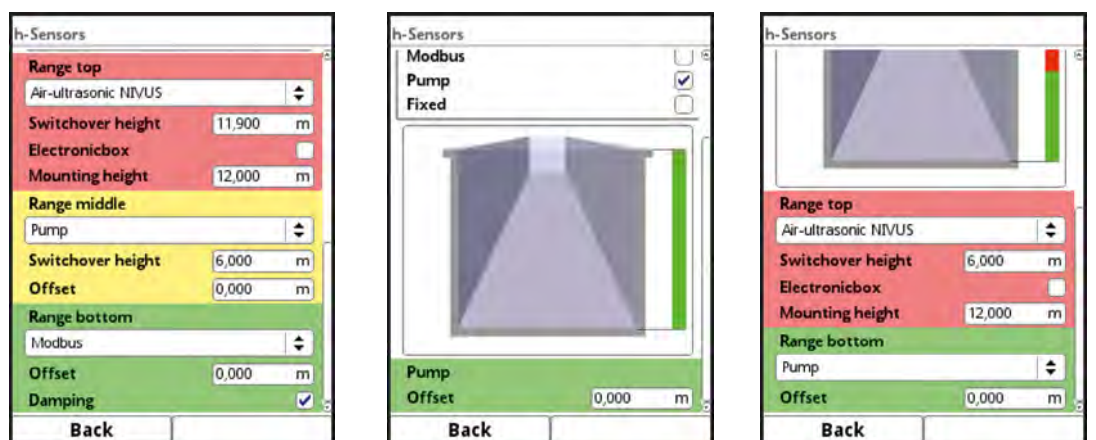 h-Sensors
Range top
Air-ultrasonic NIVUS
Switchover height 11,900 m
Electronicbox
Mounting height 12,000 m
Range middle
Pump
Switchover height 6,000 m
Offset 0,000 m
Range bottom
Modbus
Offset 0,000 m
Damping
Back
h-Sensors
Modbus
Pump
Fixed
Pump
Offset 0,000 m
Back
h-Sensors
Range top
Air-ultrasonic NIVUS
Switchover height 6,000 m
Electronicbox
Mounting height 12,000 m
Range bottom
Pump
Offset 0,000 m
Back